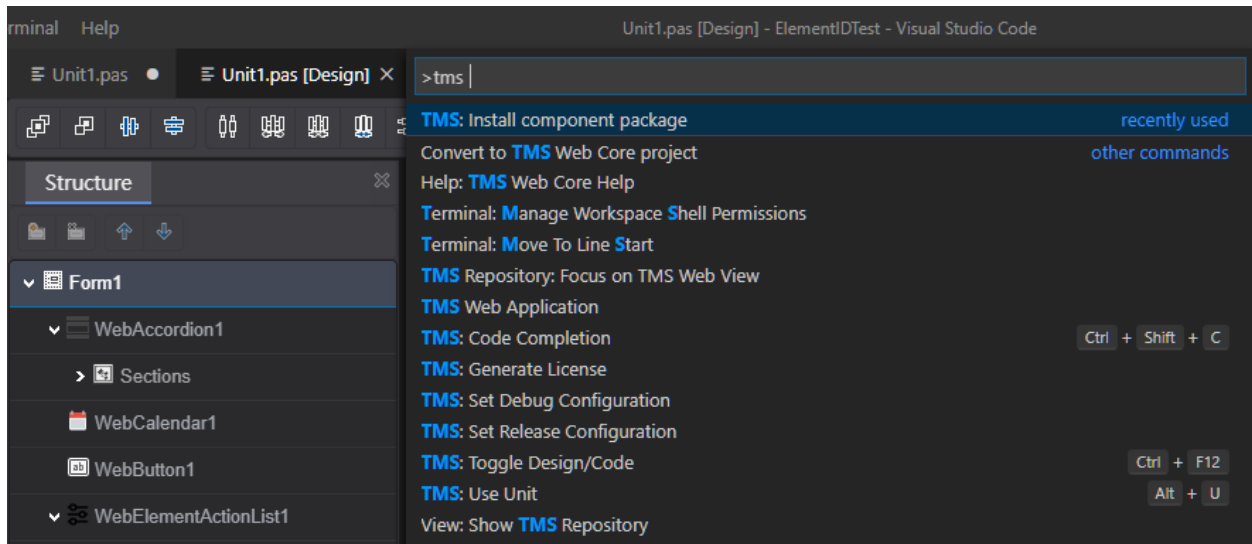 rminal Help
Unit1.pas [Design] - ElementIDTest - Visual Studio Code
Unit1.pas
Unit1.pas [Design]
>tms
TMS: Install component package recently used
Convert to TMS Web Core project other commands
Help: TMS Web Core Help
Terminal: Manage Workspace Shell Permissions
Terminal: Move To Line Start
TMS Repository: Focus on TMS Web View
TMS Web Application
TMS: Code Completion Ctrl + Shift + C
TMS: Generate License
TMS: Set Debug Configuration
TMS: Set Release Configuration
TMS: Toggle Design/Code Ctrl + F12
TMS: Use Unit Alt + U
View: Show TMS Repository
Structure
Form1
WebAccordion1
Sections
WebCalendar1
WebButton1
WebElementActionList1